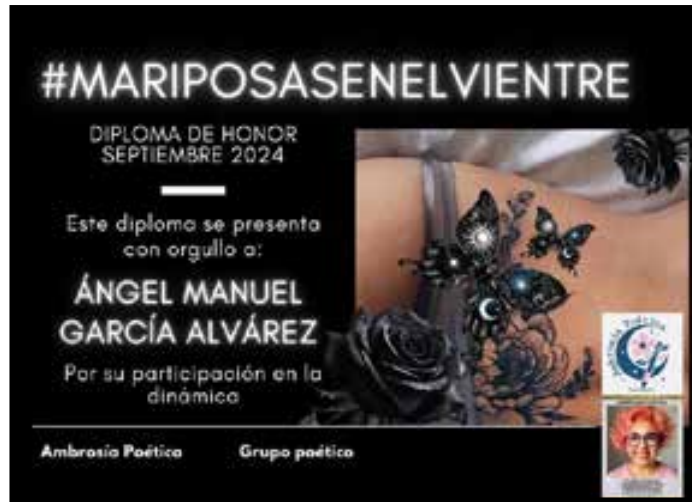 #MARIPOSASENELVIENTRE
DIPLOMA DE HONOR
SEPTIEMBRE 2024
Este diploma se presenta
con orgullo a:
ÁNGEL MANUEL
GARCÍA ALVÁREZ
Por su participación en la
dinámica
Ambrosía Poética Grupo poético